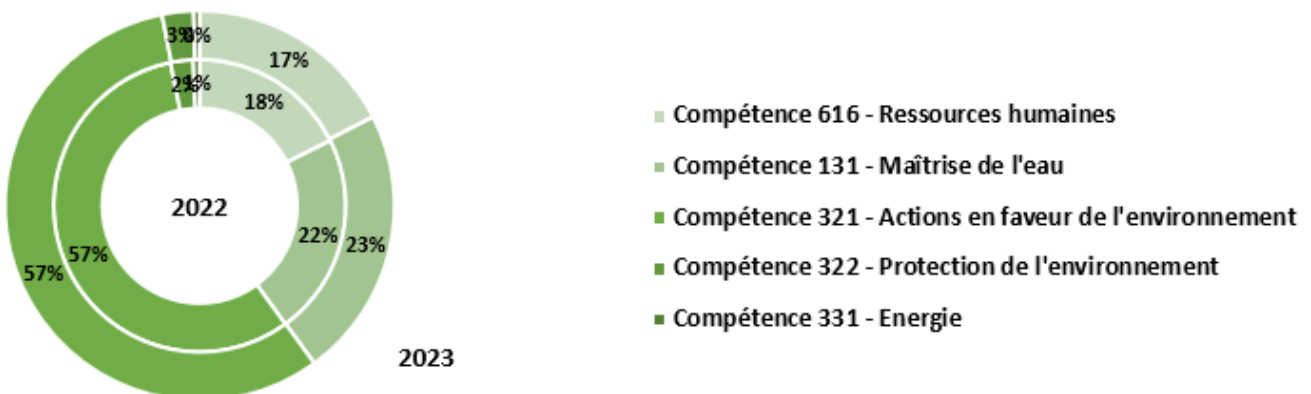 3%
0%
17%
2%
1%
18%
2022
22%
23%
57%
57%
2023
Compétence 616 - Ressources humaines
Compétence 131 - Maîtrise de l'eau
Compétence 321 - Actions en faveur de l'environnement
Compétence 322 - Protection de l'environnement
Compétence 331 - Energie